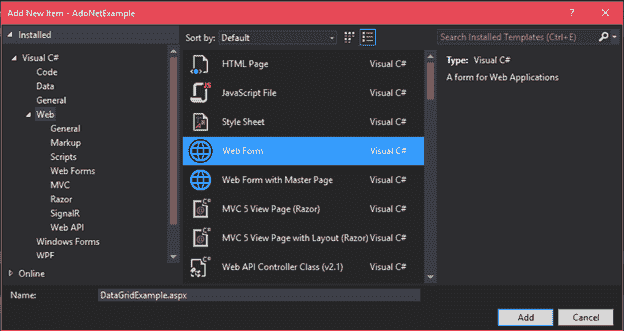 Add New Item - AdoNetExample
? X
Installed
Sort by: Default
Search Installed Templates (Ctrl+E)
Visual C#
Code
Data
General
Web
General
Markup
Scripts
Web Forms
MVC
Razor
SignalR
Web API
Windows Forms
WPF
Online
HTML Page Visual C#
JavaScript File Visual C#
Style Sheet Visual C#
Web Form Visual C#
Web Form with Master Page Visual C#
MVC 5 View Page (Razor) Visual C#
MVC 5 View Page with Layout (Razor) Visual C#
Web API Controller Class (v2.1) Visual C#
Type: Visual C#
A form for Web Applications
Name: DataGridExample.aspx
Add Cancel